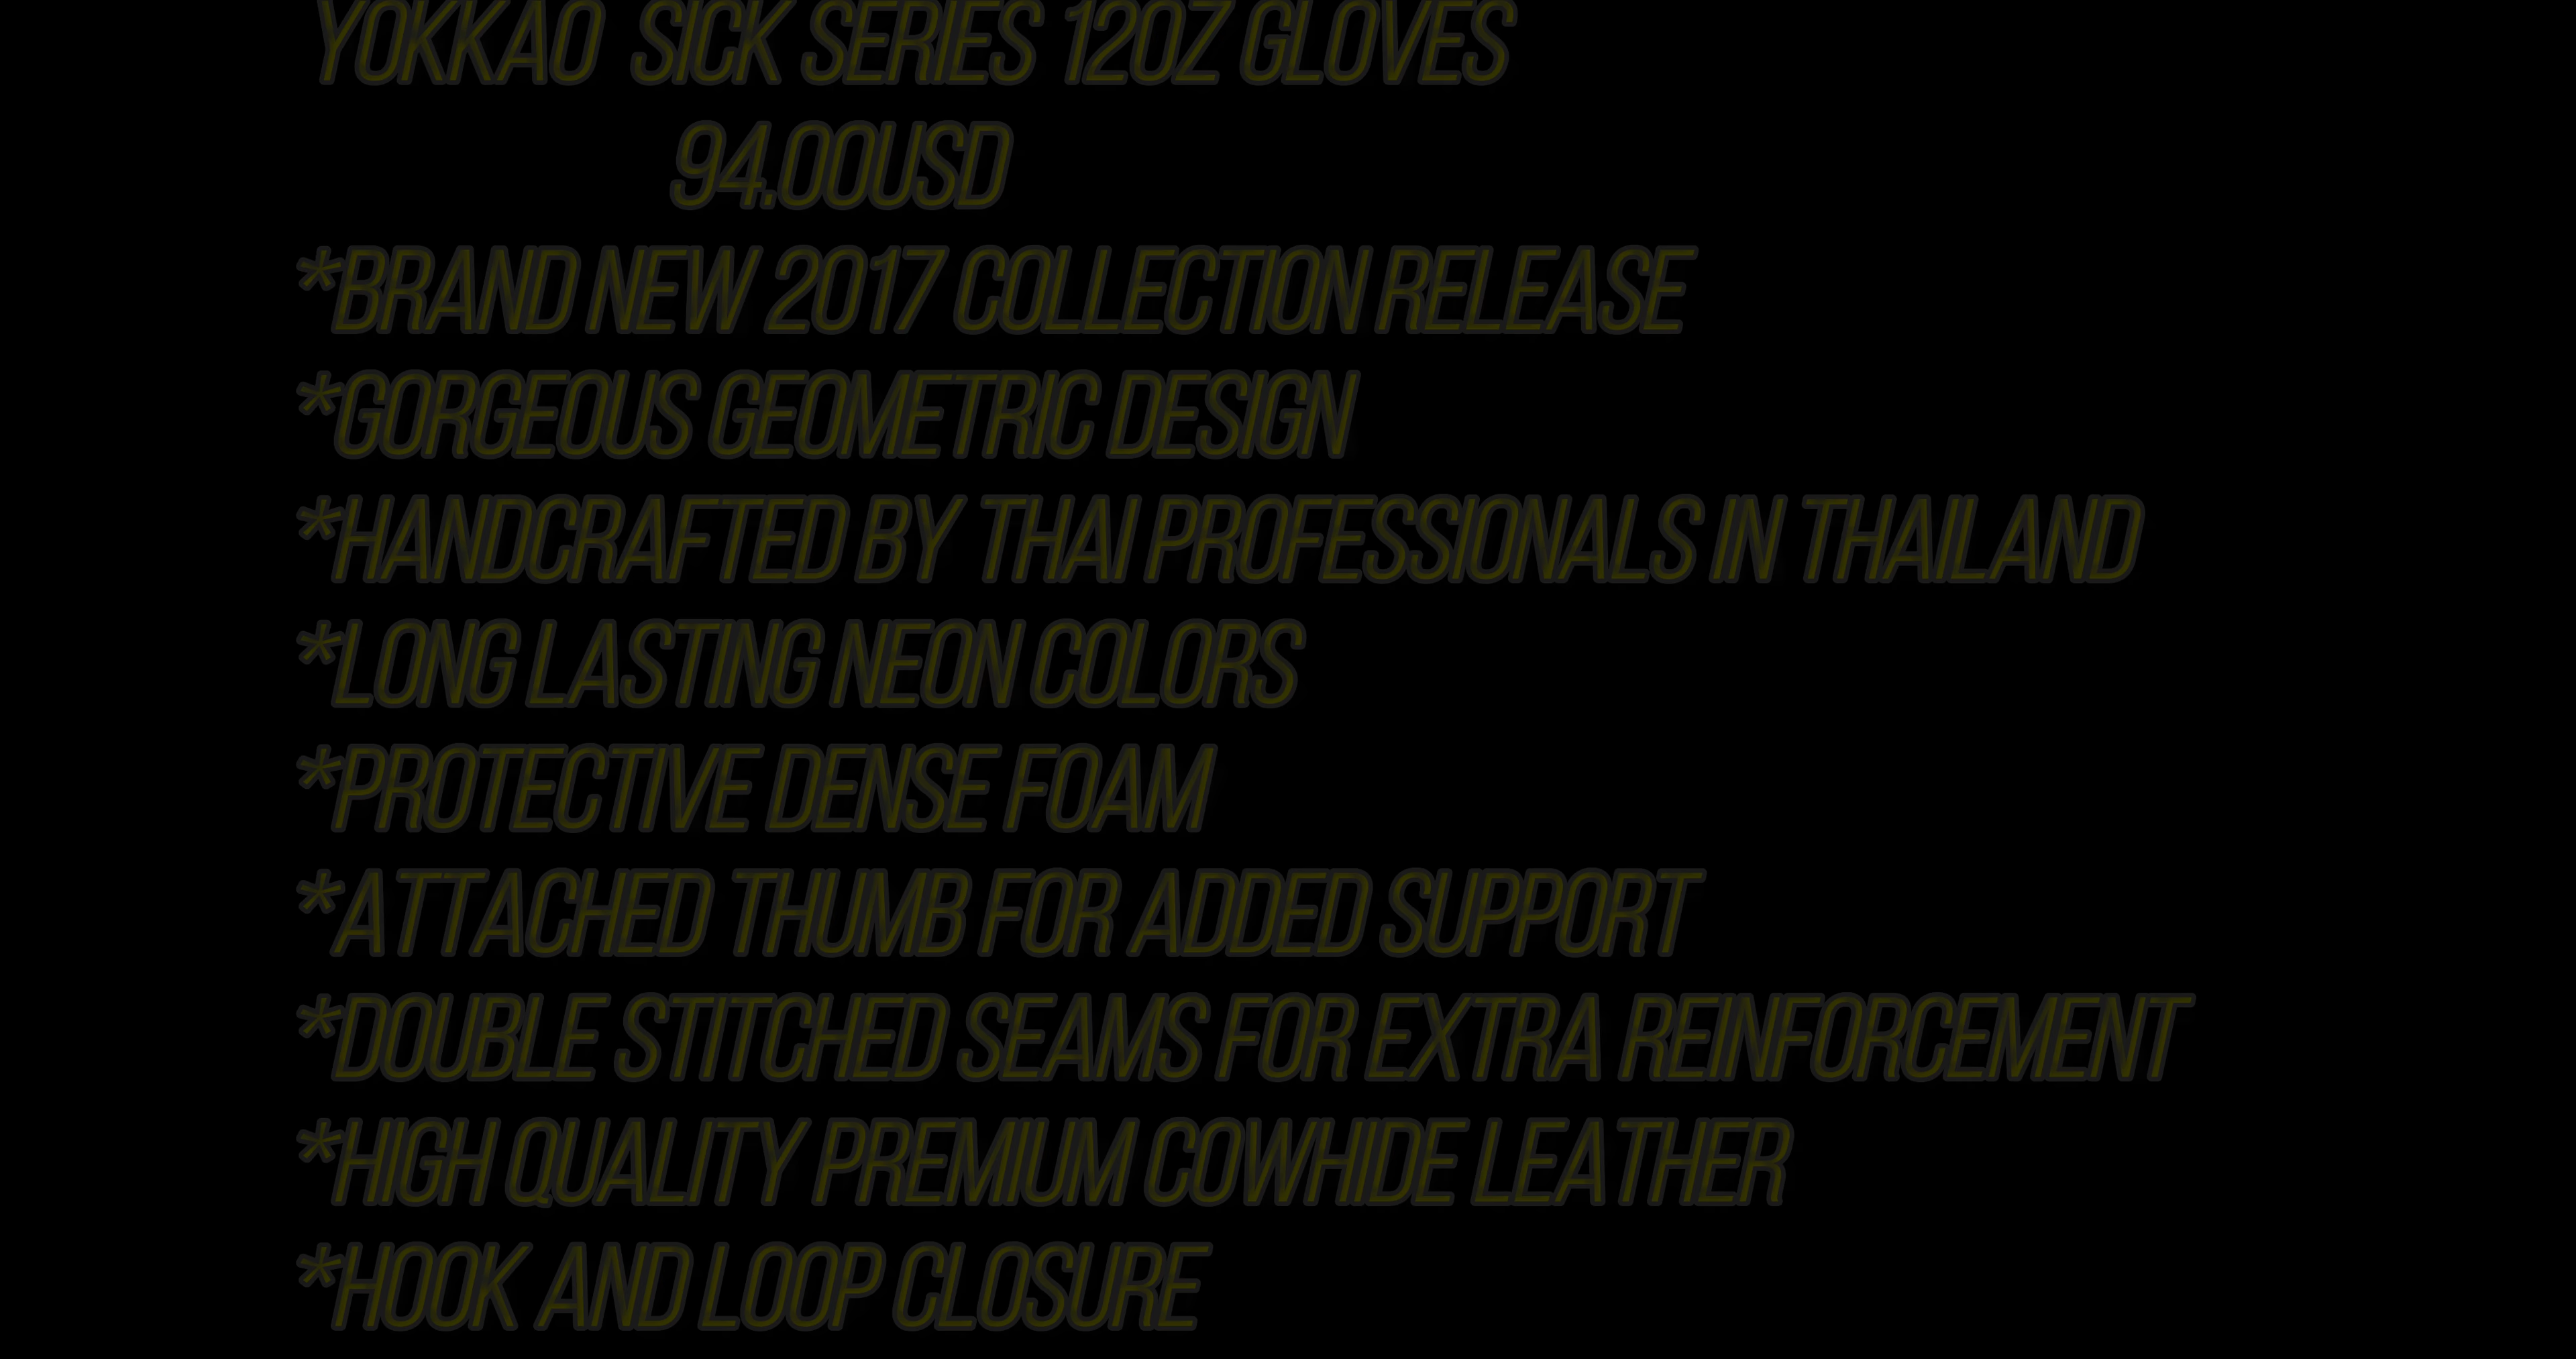 YOKKAO SICK SERIES 12OZ GLOVES
94.00USD
*BRAND NEW 2017 COLLECTION RELEASE
*GORGEOUS GEOMETRIC DESIGN
*HANDCRAFTED BY THAI PROFESSIONALS IN THAILAND
*LONG LASTING NEON COLORS
*PROTECTIVE DENSE FOAM
*ATTACHED THUMB FOR ADDED SUPPORT
*DOUBLE STITCHED SEAMS FOR EXTRA REINFORCEMENT
*HIGH QUALITY PREMIUM COWHIDE LEATHER
*HOOK AND LOOP CLOSURE